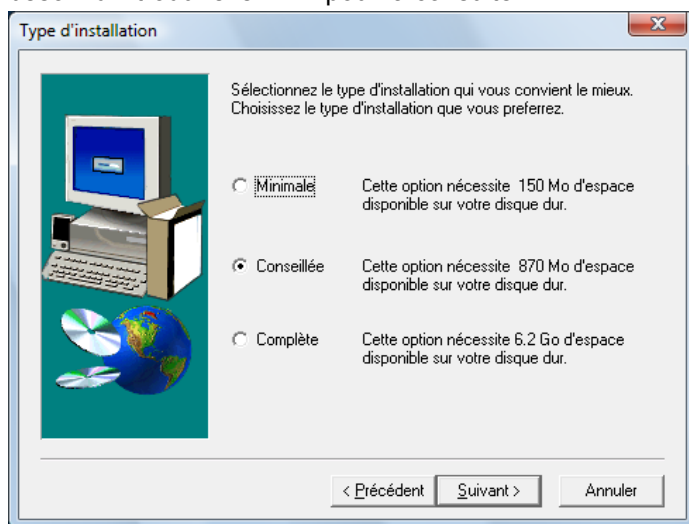 Type d'installation
Sélectionnez le type d'installation qui vous convient le mieux.
Choisissez le type d'installation que vous preferrez.
Minimale
Cette option nécessite 150 Mo d'espace
disponible sur votre disque dur.
Conseillée
Cette option nécessite 870 Mo d'espace
disponible sur votre disque dur.
Complète
Cette option nécessite 6.2 Go d'espace
disponible sur votre disque dur.
< Précédent
Suivant >
Annuler